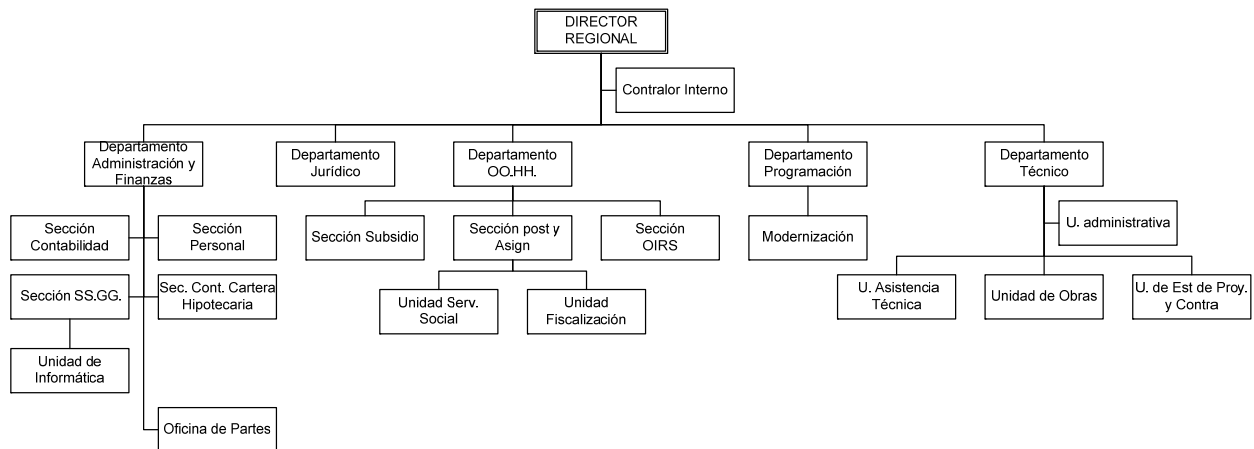 DIRECTOR
REGIONAL
Contralor Interno
Departamento
Administración y
Finanzas
Departamento
Jurídico
Departamento
OO.HH.
Departamento
Programación
Departamento
Técnico
Sección
Contabilidad
Sección
Personal
Sección Subsidio
Sección post y
Asign
Sección
OIRS
Modernización
U. administrativa
Sección SS.GG.
Sec. Cont. Cartera
Hipotecaria
Unidad Serv.
Social
Unidad
Fiscalización
U. Asistencia
Técnica
Unidad de Obras
U. de Est de Proy.
y Contra
Unidad de
Informática
Oficina de Partes